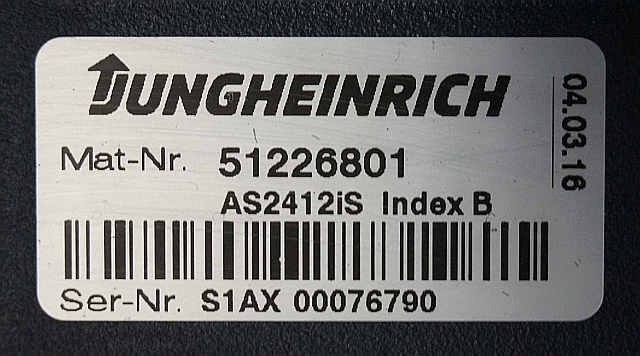 JUNGHEINRICH
Mat-Nr. 51226801
AS2412iS Index B
Ser-Nr. S1AX 00076790
04.03.16